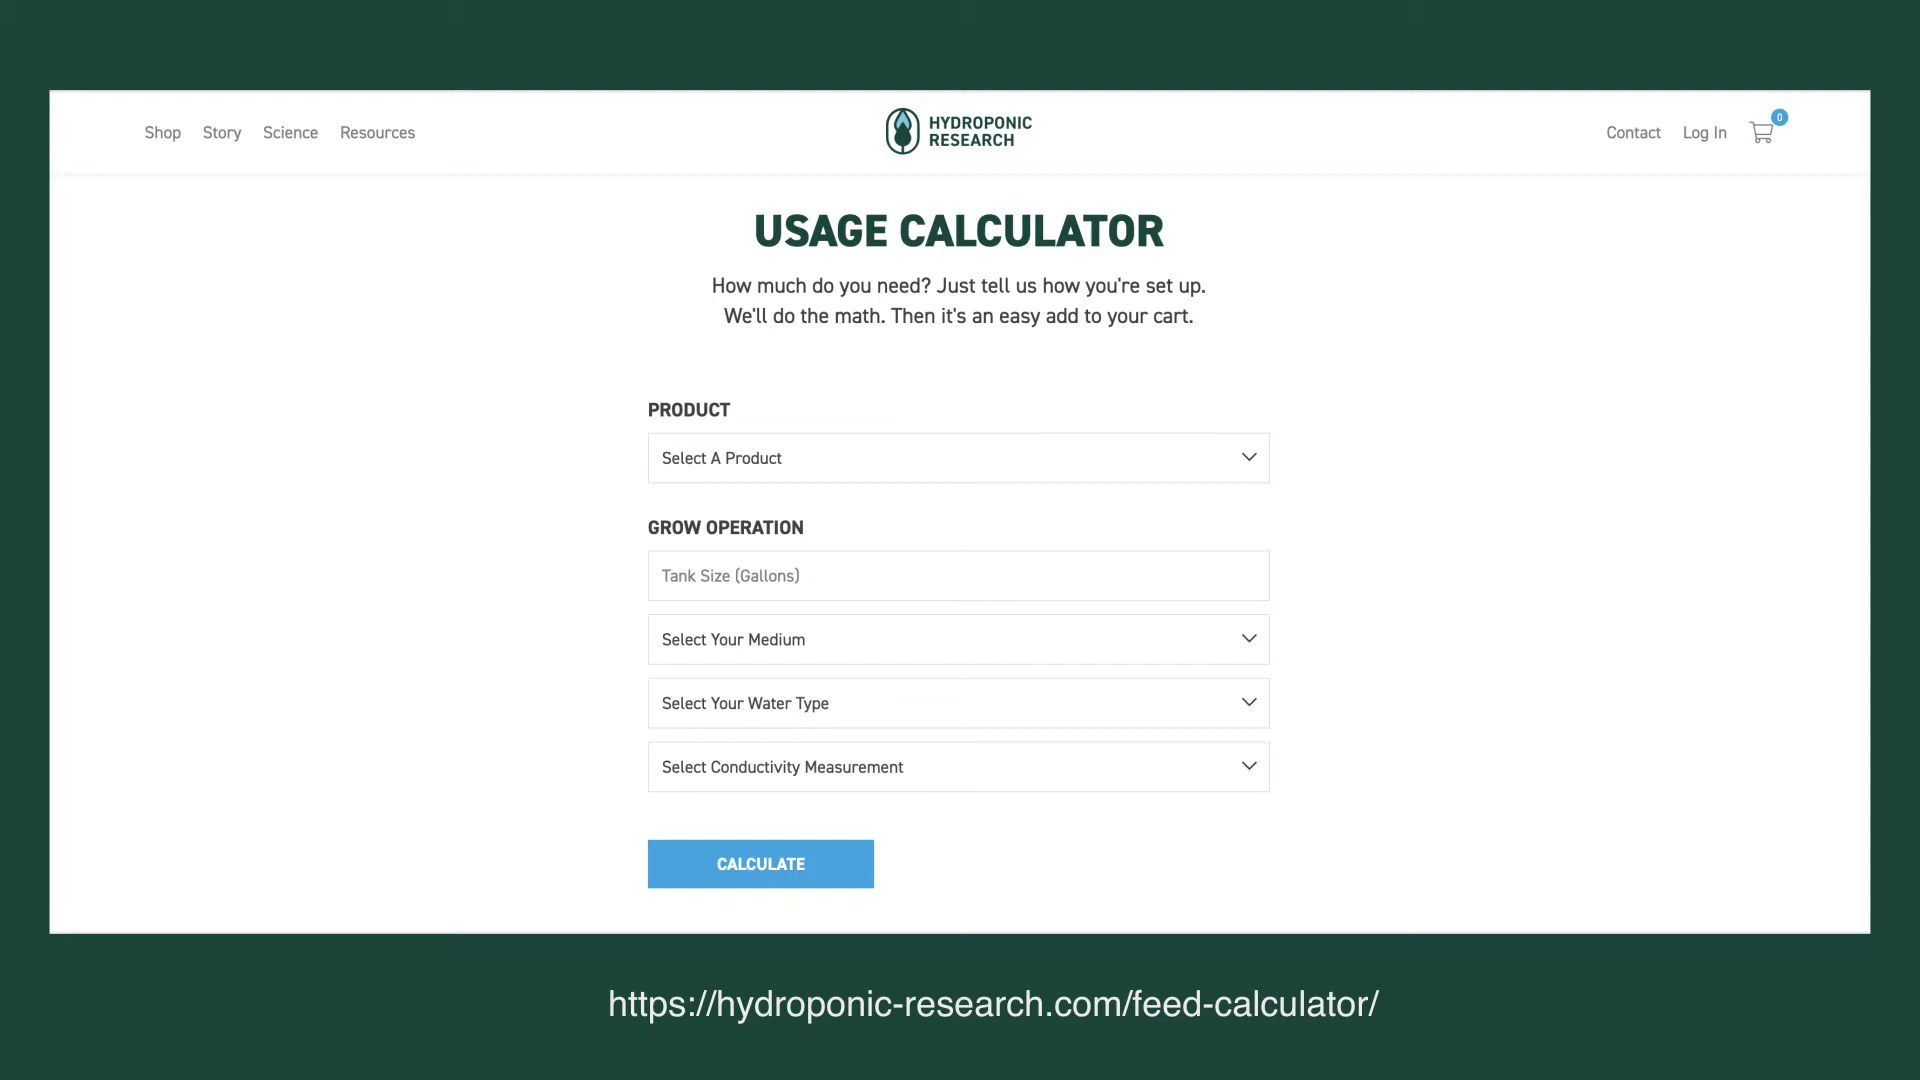 Shop Story Science Resources
HYDROPONIC
RESEARCH
Contact Log In 0
USAGE CALCULATOR
How much do you need? Just tell us how you're set up.
We'll do the math. Then it's an easy add to your cart.
PRODUCT
Select A Product
GROW OPERATION
Tank Size (Gallons)
Select Your Medium
Select Your Water Type
Select Conductivity Measurement
CALCULATE
https://hydroponic-research.com/feed-calculator/